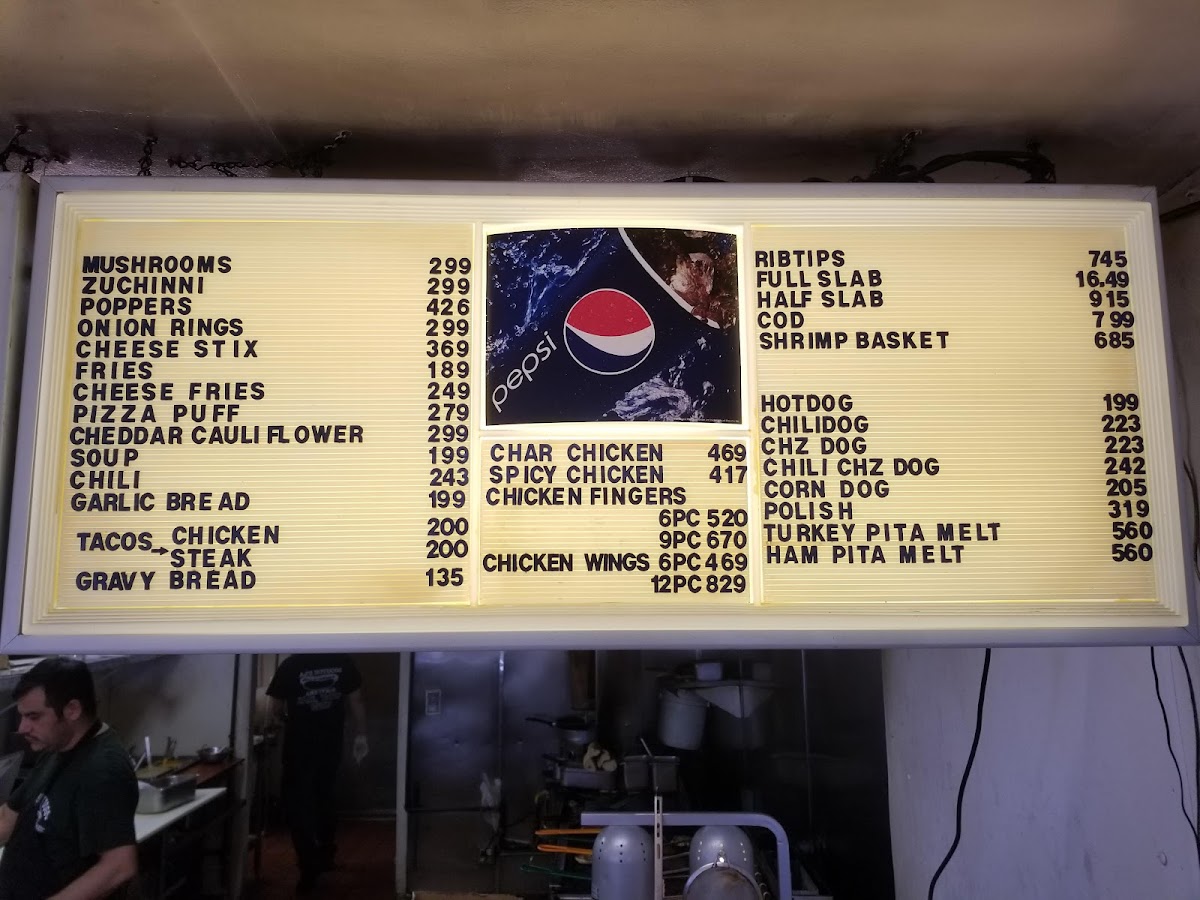 MUSHROOMS 299
ZUCHINNI 299
POPPERS 426
ONION RINGS 299
CHEESE STIX 369
FRIES 189
CHEESE FRIES 249
PIZZA PUFF 279
CHEDDAR CAULIFLOWER 299
SOUP 199
CHILI 243
GARLIC BREAD 199
TACOS → CHICKEN 200
STEAK 200
GRAVY BREAD 135
pepsi
CHAR CHICKEN 469
SPICY CHICKEN 417
CHICKEN FINGERS
6PC 520
9PC 670
CHICKEN WINGS 6PC 469
12PC 829
RIBTIPS 745
FULL SLAB 16.49
HALF SLAB 915
COD 799
SHRIMP BASKET 685
HOTDOG 199
CHILIDOG 223
CHZ DOG 223
CHILI CHZ DOG 242
CORN DOG 205
POLISH 319
TURKEY PITA MELT 560
HAM PITA MELT 560